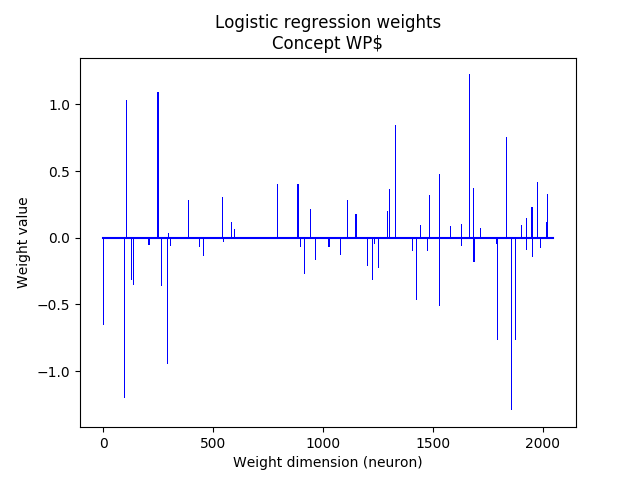 Logistic regression weights
Concept WP$
1.0
0.5
0.0
−0.5
−1.0
Weight value
0 500 1000 1500 2000
Weight dimension (neuron)